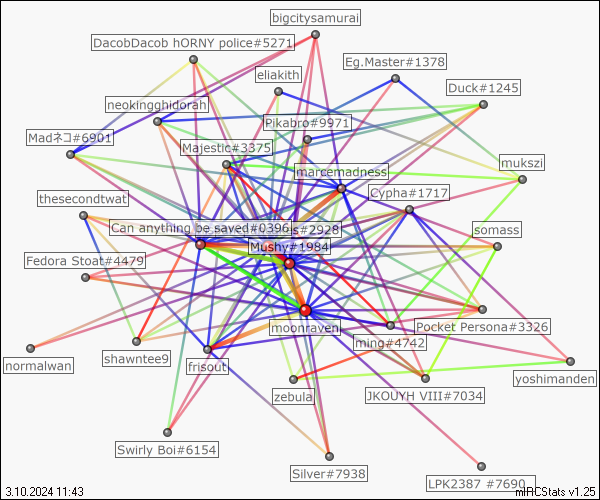 bigcitysamurai
DacobDacob hORNY police#5271
Eg.Master#1378
eliakith
Duck#1245
neokingghidorah
Pikabro#9971
Madネコ#6901
Majestic#3375
mukszi
marcemadness
Cypha#1717
thesecondtwat
Can anything be saved#0396
is#2928
somass
Mushy#1984
Fedora Stoat#4479
moonraven
Pocket Persona#3326
ming#4742
normalwan
shawntee9
frisout
yoshimanden
zebula
JKOUYH VIII#7034
Swirly Boi#6154
Silver#7938
LPK2387 #7690
3.10.2024 11:43
mIRCStats v1.25